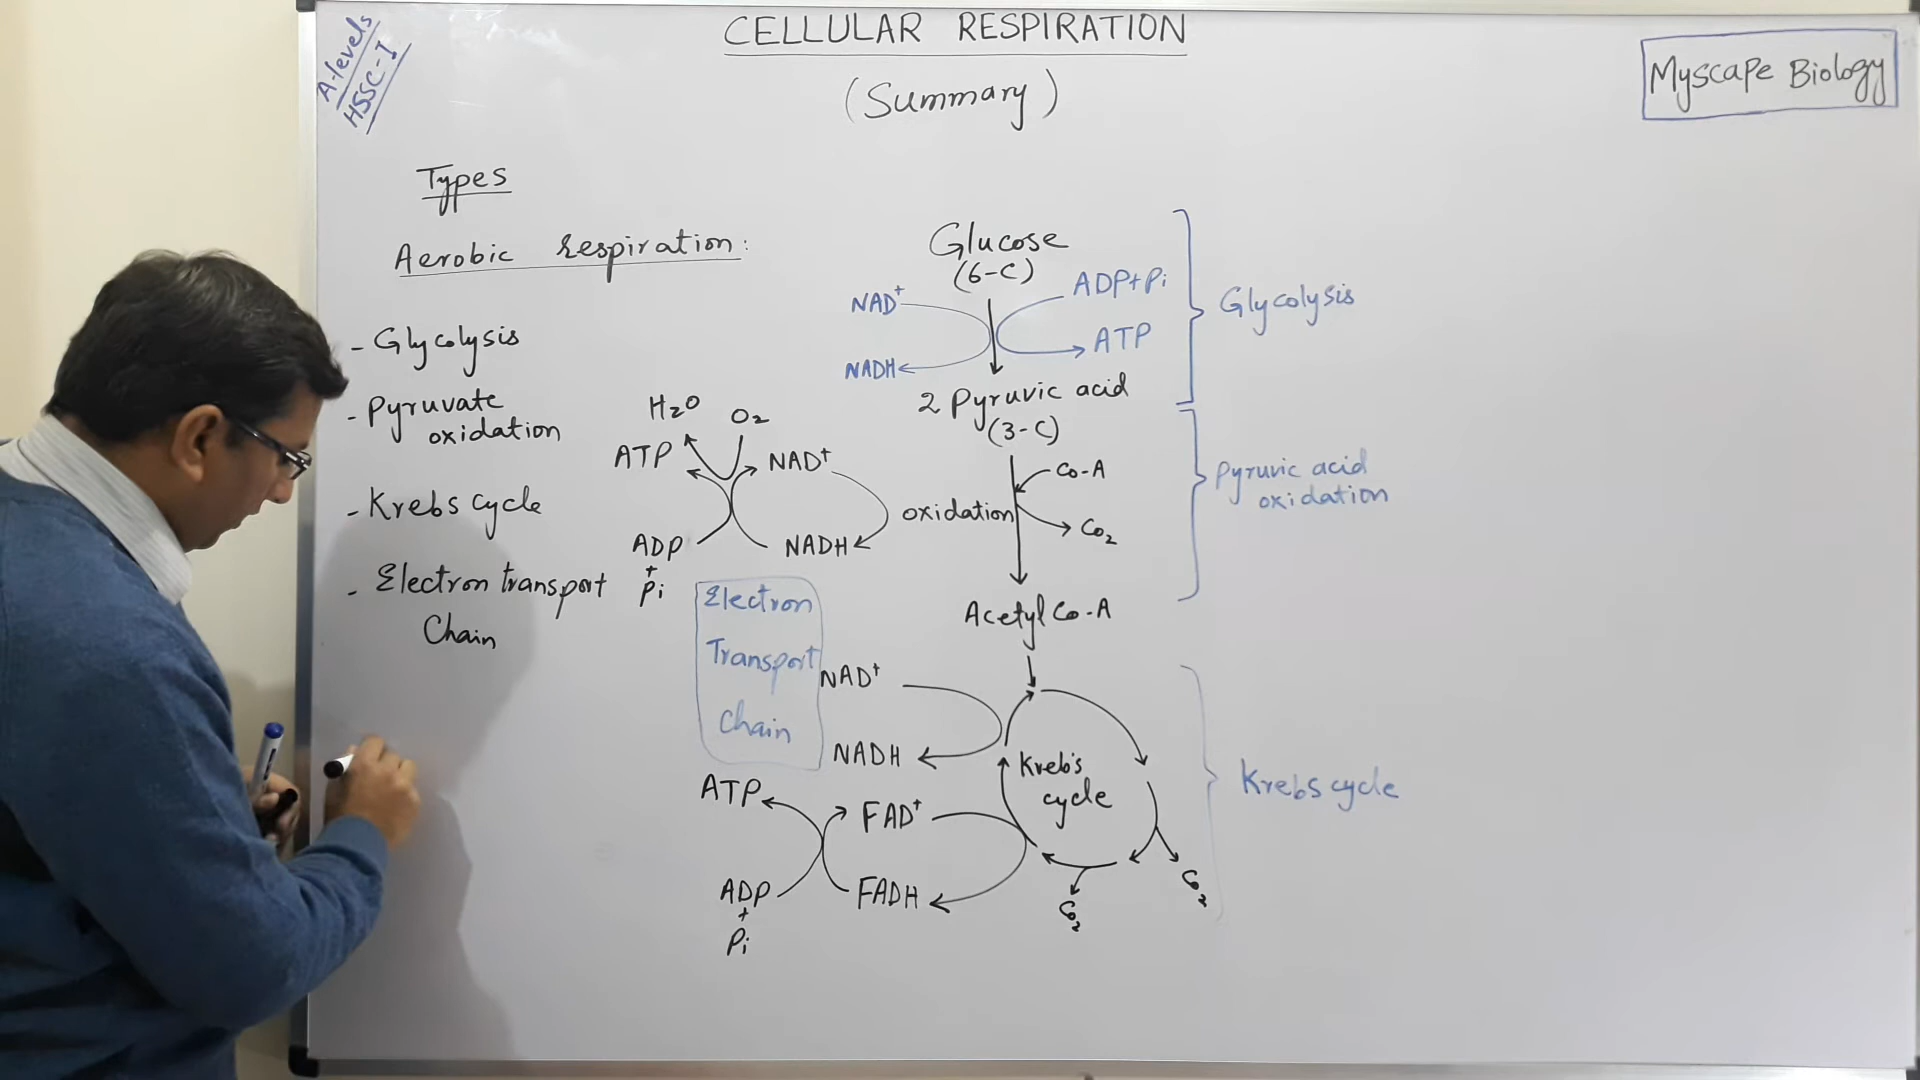 A-levels
HSSC-I
CELLULAR RESPIRATION
(Summary)
Myscape Biology
Types
Aerobic respiration:
- Glycolysis
- Pyruvate
oxidation
- Krebs cycle
- Electron transport
Chain
Glucose
(6-C)
NAD+
ADP+Pi
NADH
ATP
Glycolysis
2 Pyruvic acid
(3-C)
H2O
O2
ATP
NAD+
ADP
+
Pi
NADH
oxidation
Co-A
Co2
Pyruvic acid
oxidation
Acetyl Co-A
Electron
Transport
Chain
NAD+
NADH
Kreb's
cycle
Krebs cycle
ATP
FAD+
ADP
+
Pi
FADH
Co2
Co2